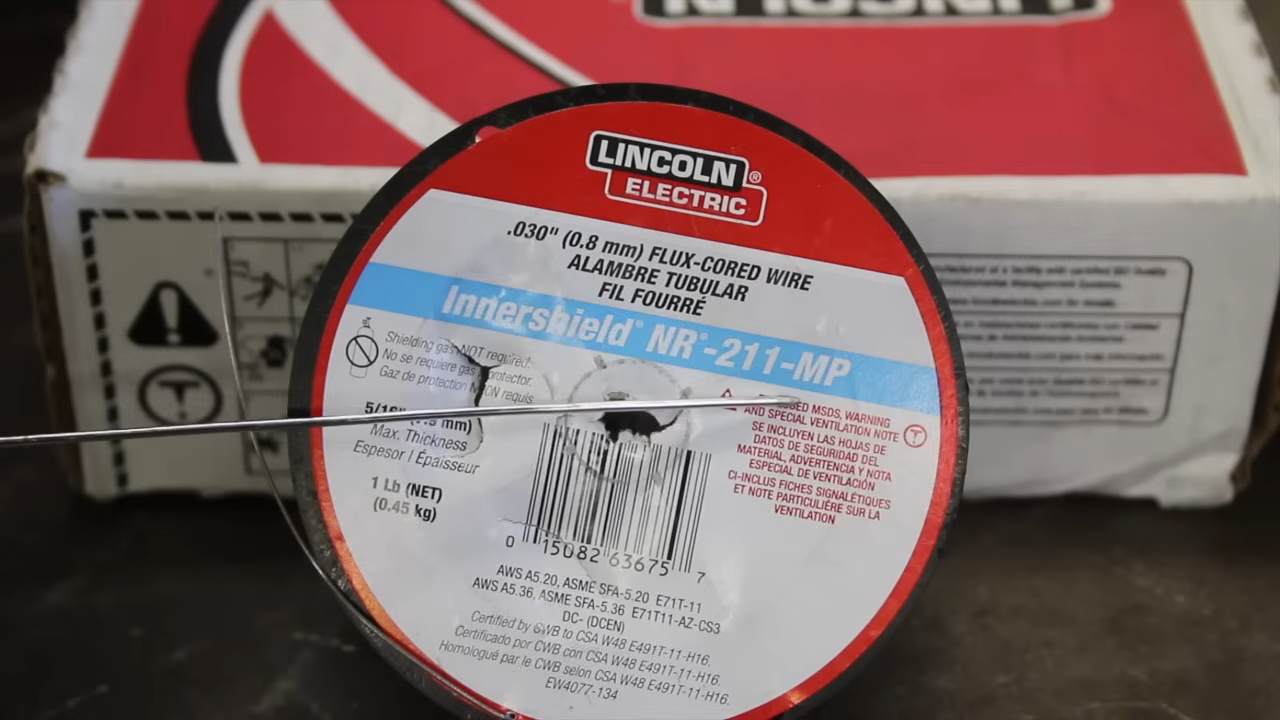 LINCOLN®
ELECTRIC
.030" (0.8 mm) FLUX-CORED WIRE
ALAMBRE TUBULAR
FIL FOURRÉ
Innershield® NR®-211-MP
Shielding gas NOT required.
No se requiere gas protector.
Gaz de protection NON requis
5/16" mm)
Max. Thickness
Espesor / Épaisseur
1 Lb (NET)
(0.45 kg)
MSDS, WARNING
AND SPECIAL VENTILATION NOTE
SE INCLUYEN LAS HOJAS DE
DATOS DE SEGURIDAD DEL
MATERIAL, ADVERTENCIA Y NOTA
ESPECIAL DE VENTILACIÓN
CI-INCLUS FICHES SIGNALÉTIQUES
ET NOTE PARTICULIÉRE SUR LA
VENTILATION
0 15082 63675 7
AWS A5.20, ASME SFA-5.20 E71T-11
AWS A5.36, ASME SFA-5.36 E71T11-AZ-CS3
DC- (DCEN)
Certified by CWB to CSA W48 E491T-11-H16.
Certificado por CWB con CSA W48 E491T-11-H16.
Homologué par le CWB selon CSA W48 E491T-11-H16.
EW4077-134